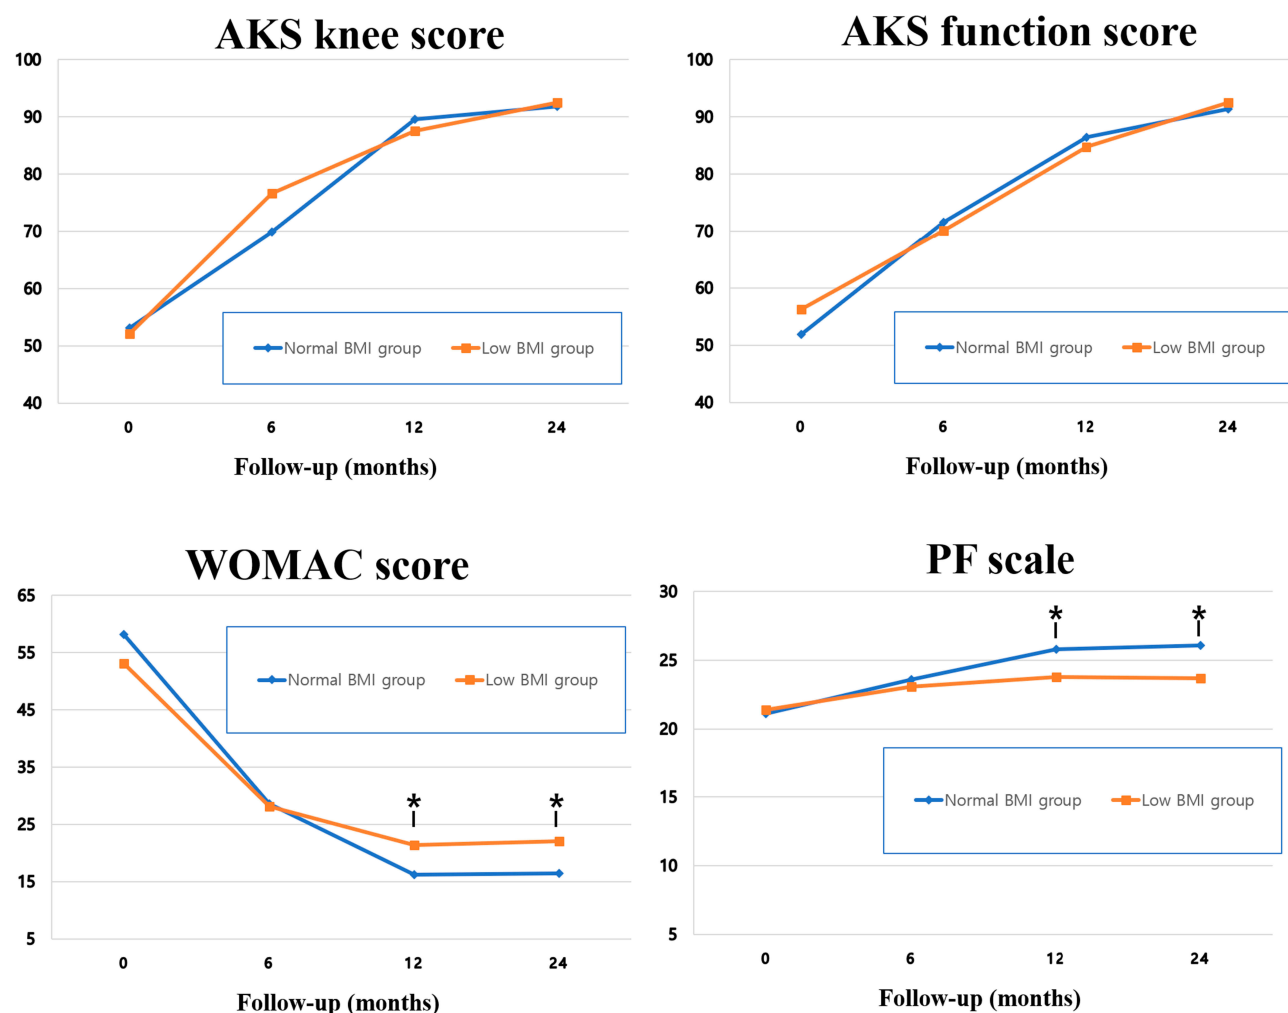 AKS knee score
100
90
80
70
60
50
40
Normal BMI group
Low BMI group
0 6 12 24
Follow-up (months)
AKS function score
100
90
80
70
60
50
40
Normal BMI group
Low BMI group
0 6 12 24
Follow-up (months)
WOMAC score
65
55
45
35
25
15
5
Normal BMI group
Low BMI group
* *
0 6 12 24
Follow-up (months)
PF scale
30
25
20
15
10
5
* *
Normal BMI group
Low BMI group
0 6 12 24
Follow-up (months)